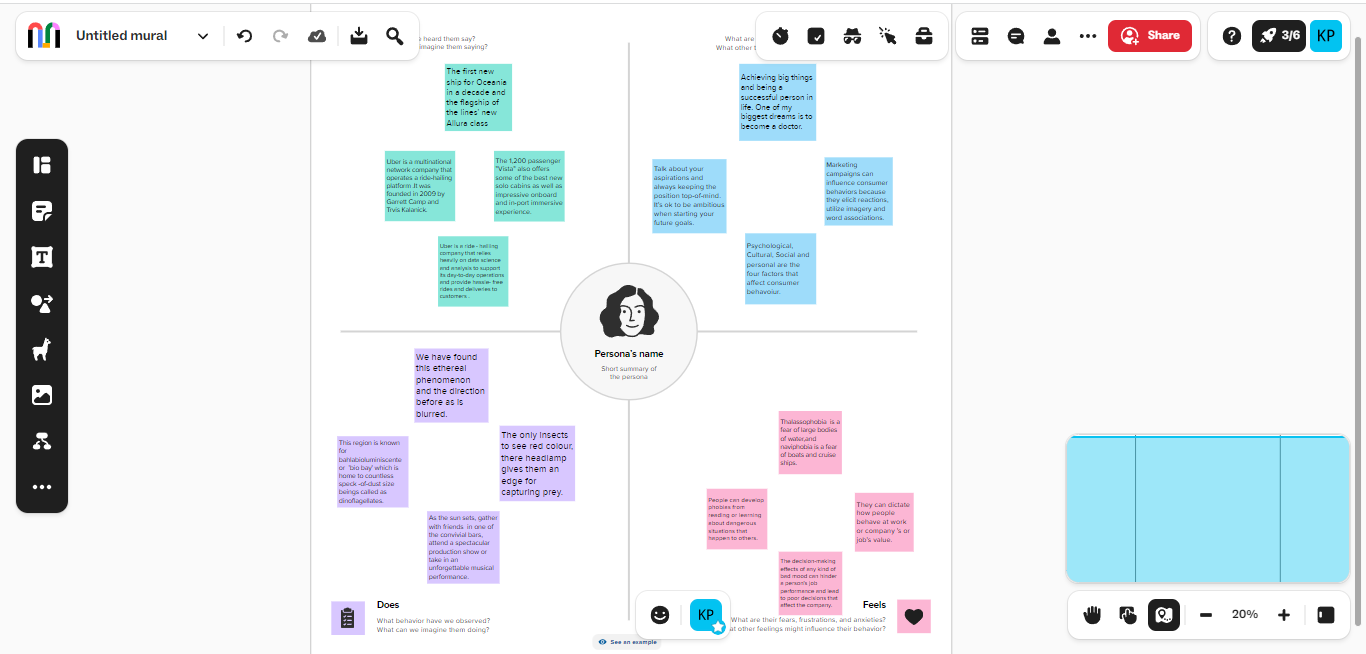 Untitled mural
Share
3/6
KP
heard them say?
imagine them saying?
What are
What other
The first new
ship for Oceania
in a decade and
the flagship of
the lines' new
Allura class
Uber is a multinational
network company that
operates a ride-hailing
platform .It was
founded in 2009 by
Garrett Camp and
Trvis Kalanick.
The 1,200 passenger
"Vista" also offers
some of the best new
solo cabins as well as
impressive onboard
and in-port immersive
experience.
Uber is a ride - hailing
company that relies
heavily on data science
and analysis to support
its day-to-day operations
and provide hassle- free
rides and deliveries to
customers .
Achieving big things
and being a
successful person in
life. One of my
biggest dreams is to
become a doctor.
Talk about your
aspirations and
always keeping the
position top-of-mind.
It's ok to be ambitious
when starting your
future goals.
Marketing
campaigns can
influence consumer
behaviors because
they elicit reactions,
utilize imagery and
word associations.
Psychological,
Cultural, Social and
personal are the
four factors that
affect consumer
behavoiur.
Persona's name
Short summary of
the persona
We have found
this ethereal
phenomenon
and the direction
before as is
blurred.
This region is known
for
bahlabioluminiscente
or 'bio bay' which is
home to countless
speck -of-dust size
beings called as
dinoflagellates.
The only insects
to see red colour,
there headlamp
gives them an
edge for
capturing prey.
As the sun sets, gather
with friends in one of
the convivial bars,
attend a spectacular
production show or
take in an
unforgettable musical
performance.
Thalassophobia is a
fear of large bodies
of water,and
naviphobia is a fear
of boats and cruise
ships.
People can develop
phobias from
reading or learning
about dangerous
situations that
happen to others.
They can dictate
how people
behave at work
or company 's or
job's value.
The decision-making
effects of any kind of
bad mood can hinder
a person's job
performance and lead
to poor decisions that
affect the company.
Does
What behavior have we observed?
What can we imagine them doing?
KP
Feels
What are their fears, frustrations, and anxieties?
at other feelings might influence their behavior?
See an example
20%